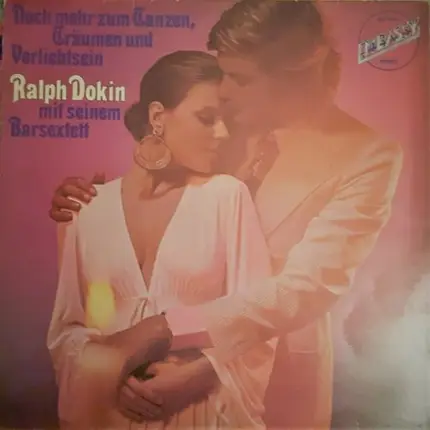 Noch mehr zum Tanzen,
Träumen und
Verliebtsein
Ralph Dokin
mit seinem
Barsextett